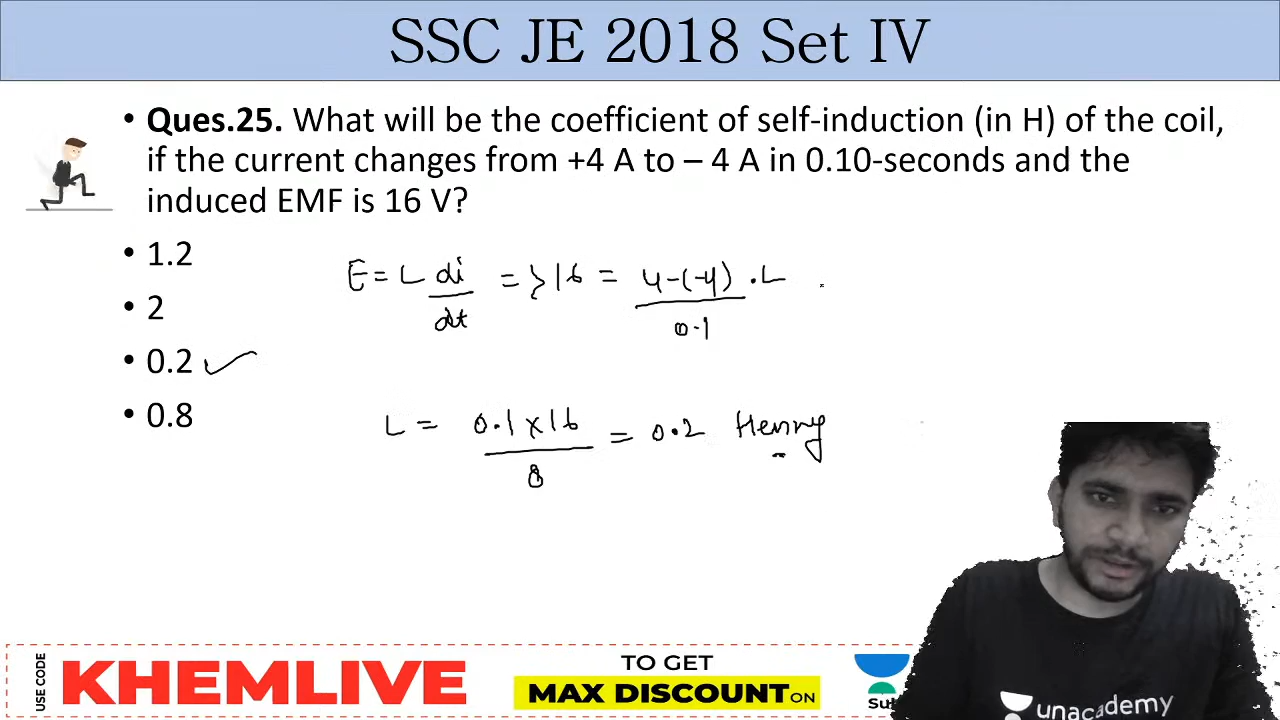 SSC JE 2018 Set IV
• Ques.25. What will be the coefficient of self-induction (in H) of the coil,
if the current changes from +4 A to – 4 A in 0.10-seconds and the
induced EMF is 16 V?
• 1.2
• 2
• 0.2 ✓
• 0.8
E = L di/dt => 16 = 4-(-4)/0.1 . L
L = 0.1 x 16/8 = 0.2 Henry
USE CODE
KHEMLIVE
TO GET
MAX DISCOUNT ON
unacademy